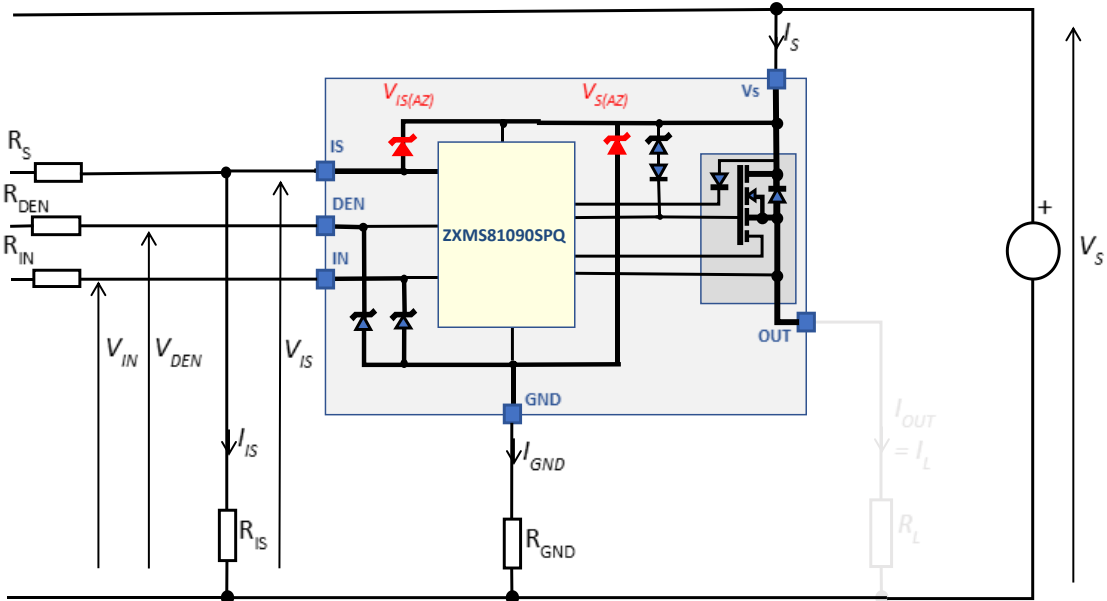 I_S
V_IS(AZ)
V_S(AZ)
Vs
R_S
IS
R_DEN
DEN
ZXMS81090SPQ
+
R_IN
IN
V_S
V_IN
V_DEN
V_IS
OUT
GND
I_OUT
= I_L
I_IS
I_GND
R_IS
R_GND
R_L